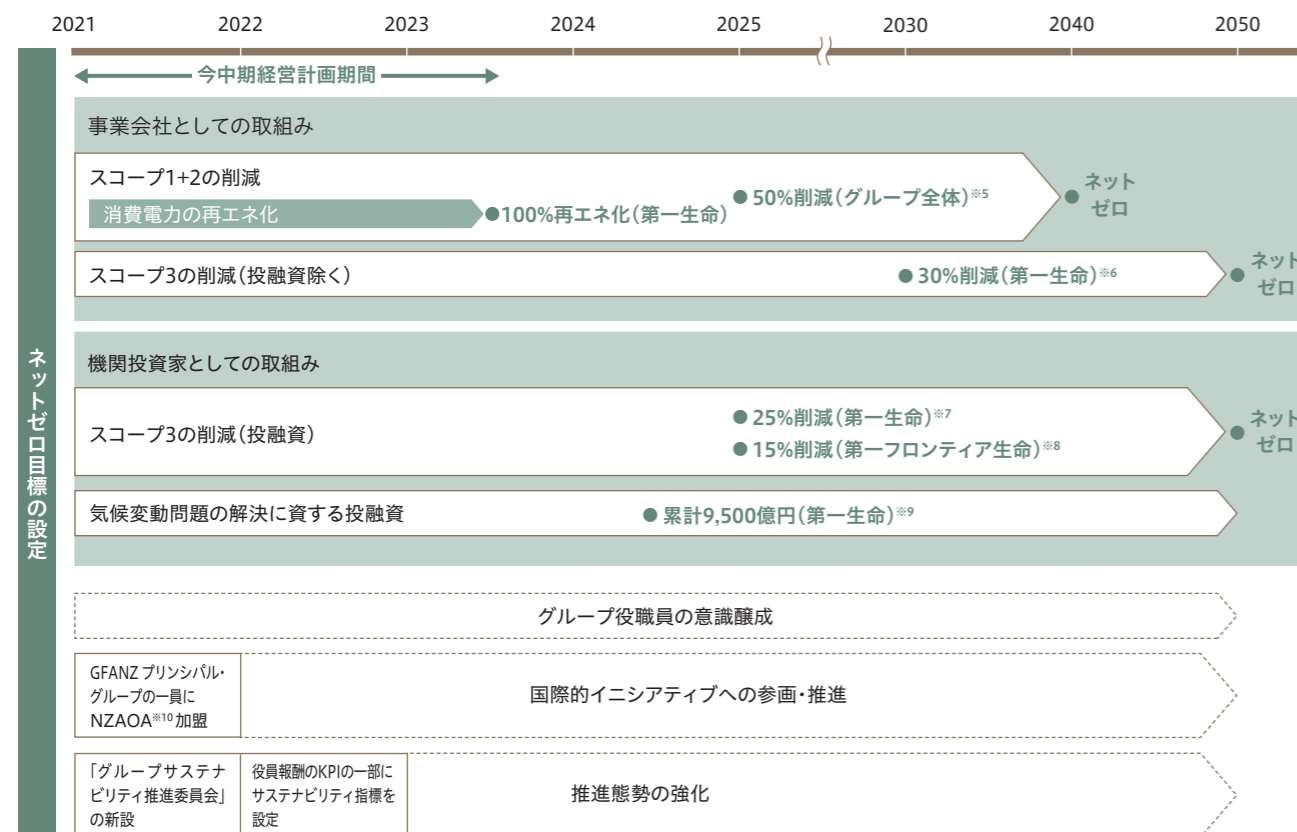 2021 2022 2023 2024 2025 2030 2040 2050
今中期経営計画期間
ネットゼロ目標の設定
事業会社としての取組み
スコープ1+2の削減
消費電力の再エネ化
●100%再エネ化（第一生命）
● 50%削減（グループ全体）※5
● ネット
ゼロ
スコープ3の削減（投融資除く）
● 30%削減（第一生命）※6
● ネット
ゼロ
機関投資家としての取組み
スコープ3の削減（投融資）
● 25%削減（第一生命）※7
● 15%削減（第一フロンティア生命）※8
● ネット
ゼロ
気候変動問題の解決に資する投融資
● 累計9,500億円（第一生命）※9
グループ役職員の意識醸成
GFANZ プリンシパル・
グループの一員に
NZAOA※10 加盟
国際的イニシアティブへの参画・推進
「グループサステナ
ビリティ推進委員会」
の新設
役員報酬のKPIの一部に
サステナビリティ指標を
設定
推進態勢の強化